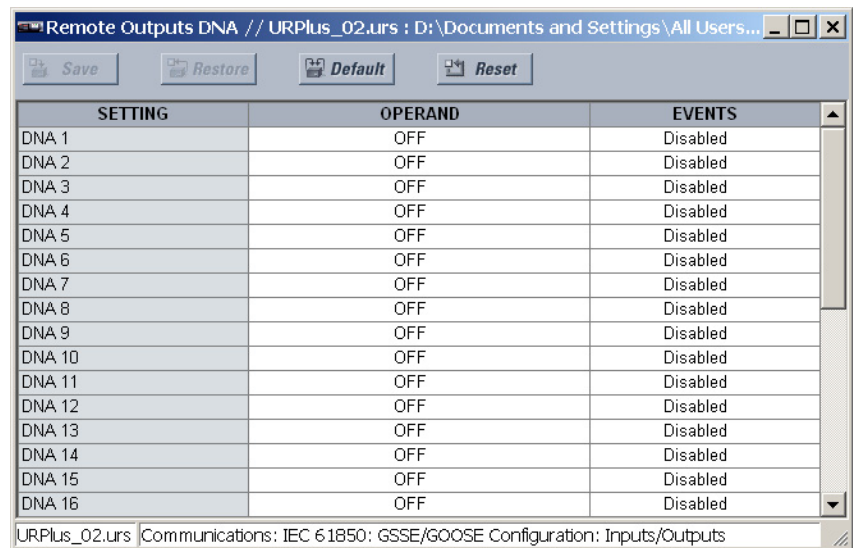 Remote Outputs DNA // URPlus_02.urs : D:\Documents and Settings\All Users...
Save Restore Default Reset
SETTING OPERAND EVENTS
DNA 1 OFF Disabled
DNA 2 OFF Disabled
DNA 3 OFF Disabled
DNA 4 OFF Disabled
DNA 5 OFF Disabled
DNA 6 OFF Disabled
DNA 7 OFF Disabled
DNA 8 OFF Disabled
DNA 9 OFF Disabled
DNA 10 OFF Disabled
DNA 11 OFF Disabled
DNA 12 OFF Disabled
DNA 13 OFF Disabled
DNA 14 OFF Disabled
DNA 15 OFF Disabled
DNA 16 OFF Disabled
URPlus_02.urs Communications: IEC 61850: GSSE/GOOSE Configuration: Inputs/Outputs